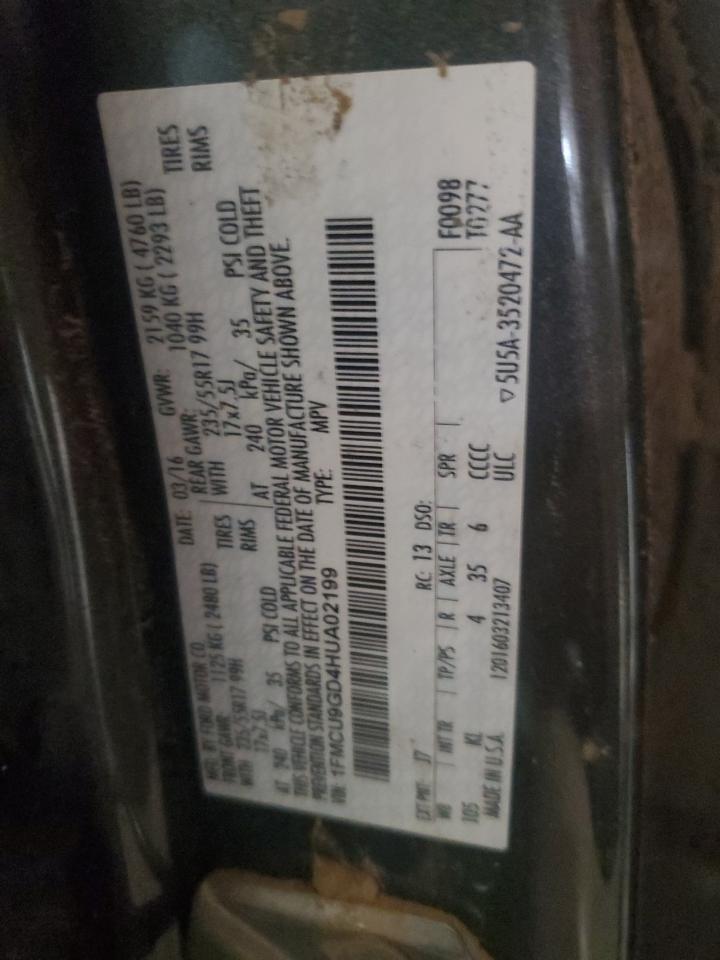 MFD. BY FORD MOTOR CO.
DATE: 03/16 GVWR: 2159 KG ( 4760 LB)
FRONT GAWR: 1125 KG ( 2480 LB) REAR GAWR: 1040 KG ( 2293 LB)
WITH 235/55R17 99H TIRES WITH 235/55R17 99H TIRES
17x7.5J RIMS 17x7.5J RIMS
AT 240 kPa/ 35 PSI COLD AT 240 kPa/ 35 PSI COLD
THIS VEHICLE CONFORMS TO ALL APPLICABLE FEDERAL MOTOR VEHICLE SAFETY AND THEFT
PREVENTION STANDARDS IN EFFECT ON THE DATE OF MANUFACTURE SHOWN ABOVE.
VIN: 1FMCU9GD4HUA02199 TYPE: MPV
EXT PNT: J7 RC: 13 DSO: F0098
WB INT TR TP/PS R AXLE TR SPR T0277
105 KL 4 35 6 CCCC
MADE IN U.S.A. 1201603213407 ULC
5U5A-3520472-AA